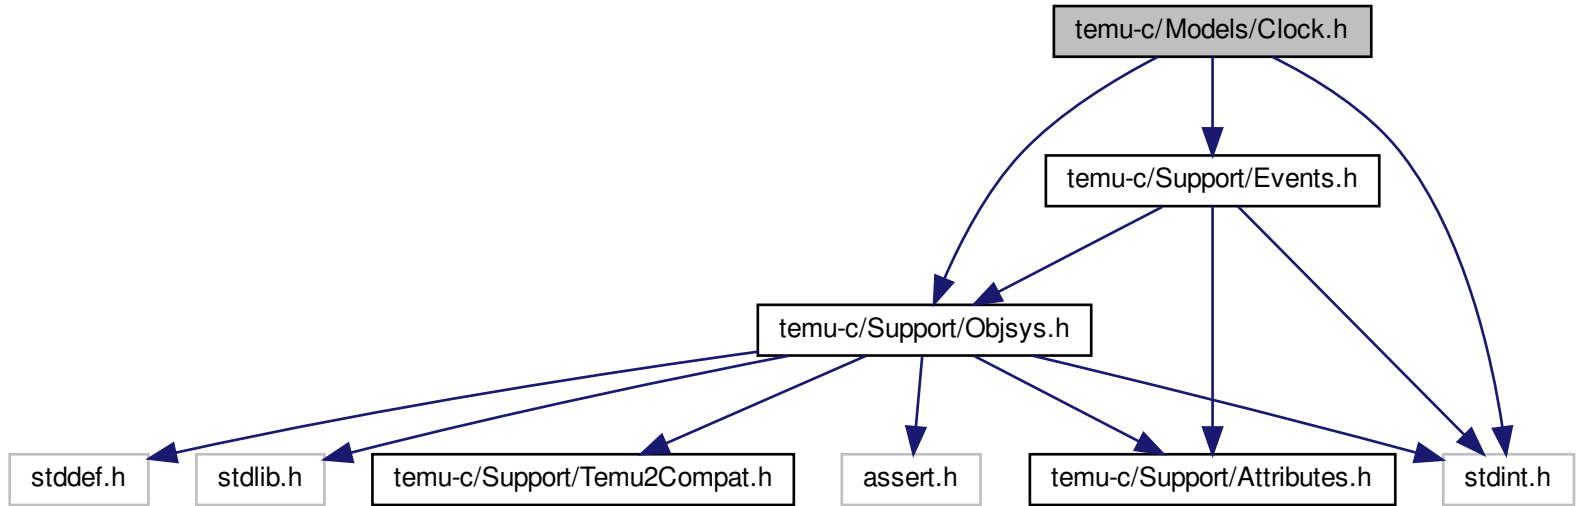 temu-c/Models/Clock.h
temu-c/Support/Events.h
temu-c/Support/Objsys.h
stddef.h
stdlib.h
temu-c/Support/Temu2Compat.h
assert.h
temu-c/Support/Attributes.h
stdint.h